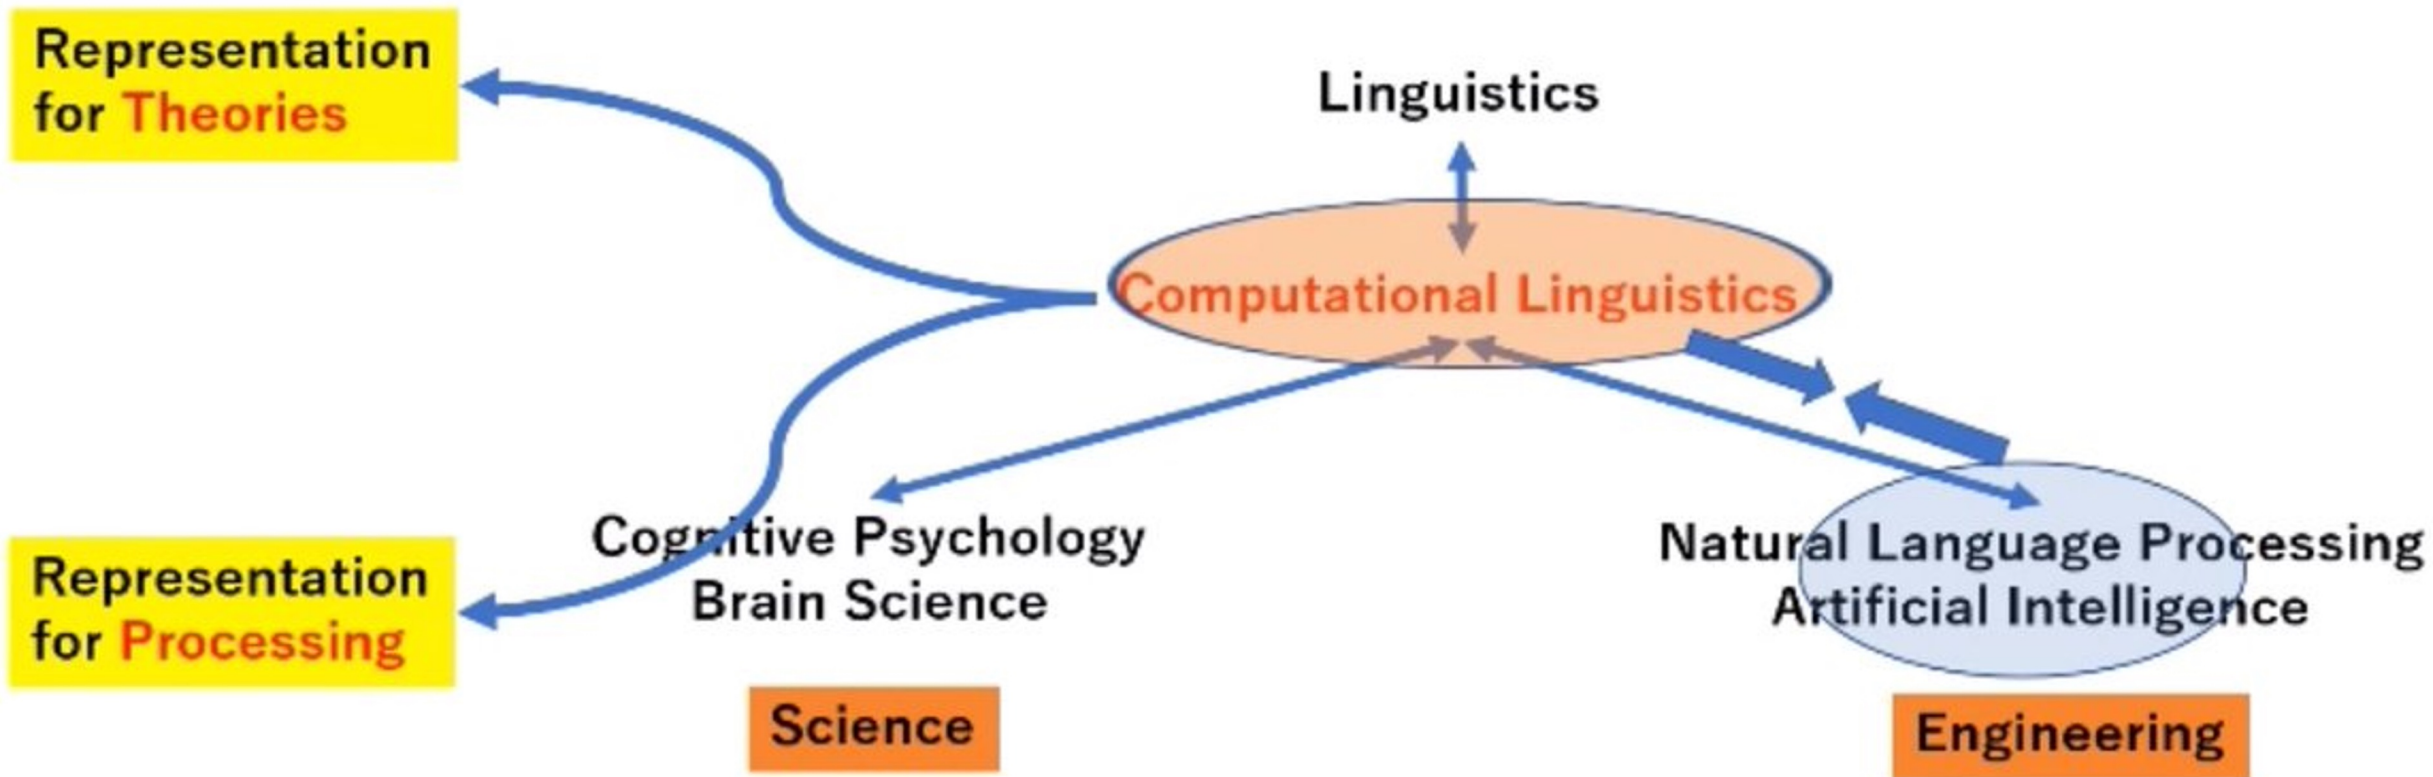 Representation
for Theories
Linguistics
Computational Linguistics
Cognitive Psychology
Brain Science
Natural Language Processing
Artificial Intelligence
Representation
for Processing
Science
Engineering